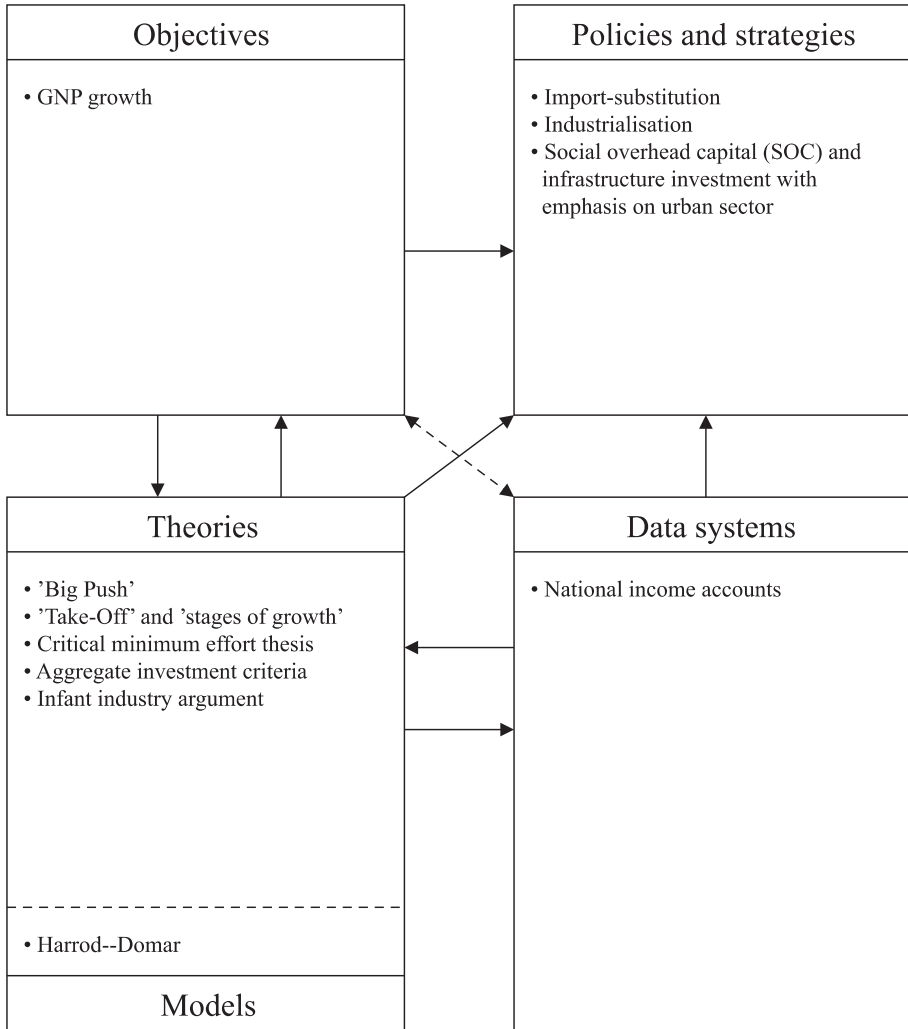 Objectives
• GNP growth
Policies and strategies
• Import-substitution
• Industrialisation
• Social overhead capital (SOC) and
infrastructure investment with
emphasis on urban sector
Theories
• ’Big Push’
• ’Take-Off’ and ’stages of growth’
• Critical minimum effort thesis
• Aggregate investment criteria
• Infant industry argument
• Harrod--Domar
Models
Data systems
• National income accounts